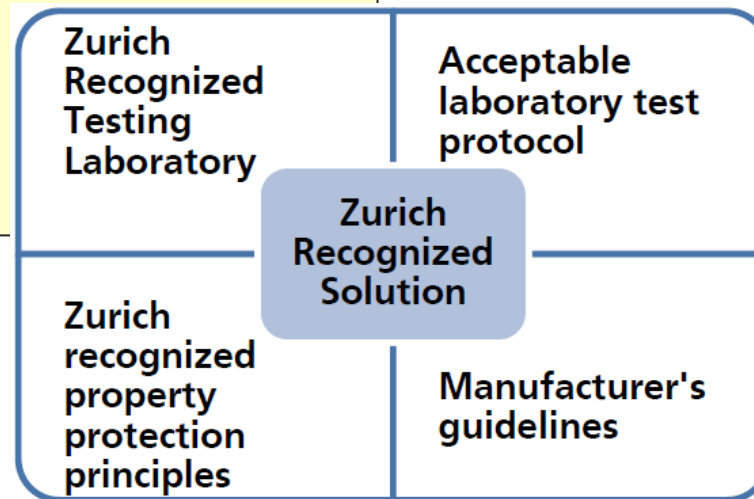 Zurich
Recognized
Testing
Laboratory
Acceptable
laboratory test
protocol
Zurich
Recognized
Solution
Zurich
recognized
property
protection
principles
Manufacturer's
guidelines